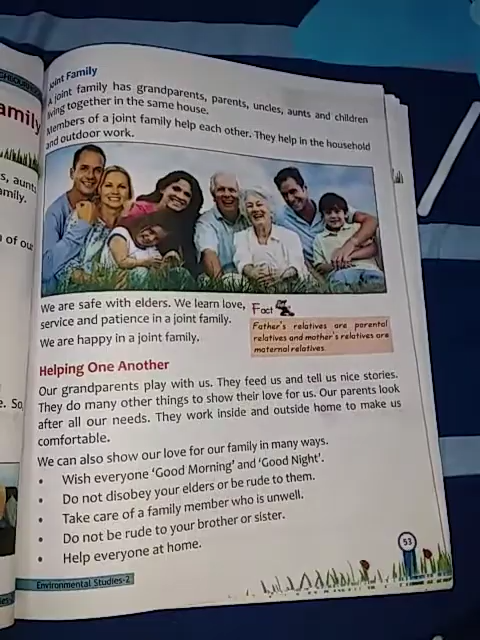 Joint Family
A joint family has grandparents, parents, uncles, aunts and children
living together in the same house.
Members of a joint family help each other. They help in the household
and outdoor work.
We are safe with elders. We learn love,
service and patience in a joint family.
We are happy in a joint family.
Fact
Father's relatives are parental
relatives and mother's relatives are
maternal relatives.
Helping One Another
Our grandparents play with us. They feed us and tell us nice stories.
They do many other things to show their love for us. Our parents look
after all our needs. They work inside and outside home to make us
comfortable.
We can also show our love for our family in many ways.
• Wish everyone 'Good Morning' and 'Good Night'.
• Do not disobey your elders or be rude to them.
• Take care of a family member who is unwell.
• Do not be rude to your brother or sister.
• Help everyone at home.
53
Environmental Studies-2
amily
s, aunts
amily.
of our
e. So,